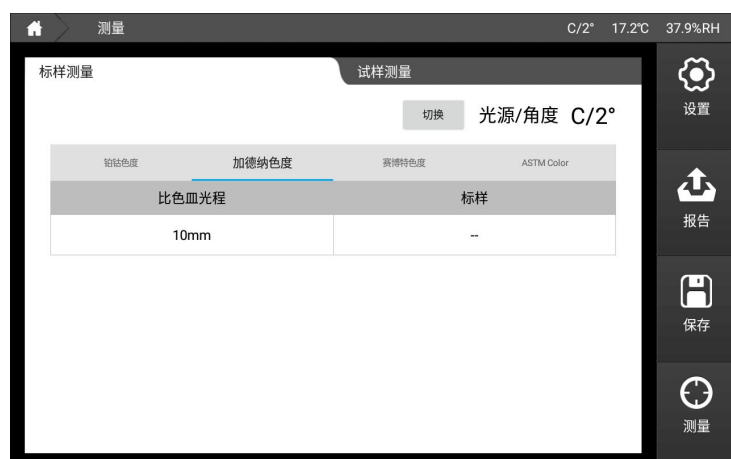 测量 C/2° 17.2℃ 37.9%RH
标样测量 试样测量
切换 光源/角度 C/2°
铂钴色度 加德纳色度 赛博特色度 ASTM Color
比色皿光程 标样
10mm --
设置
报告
保存
测量